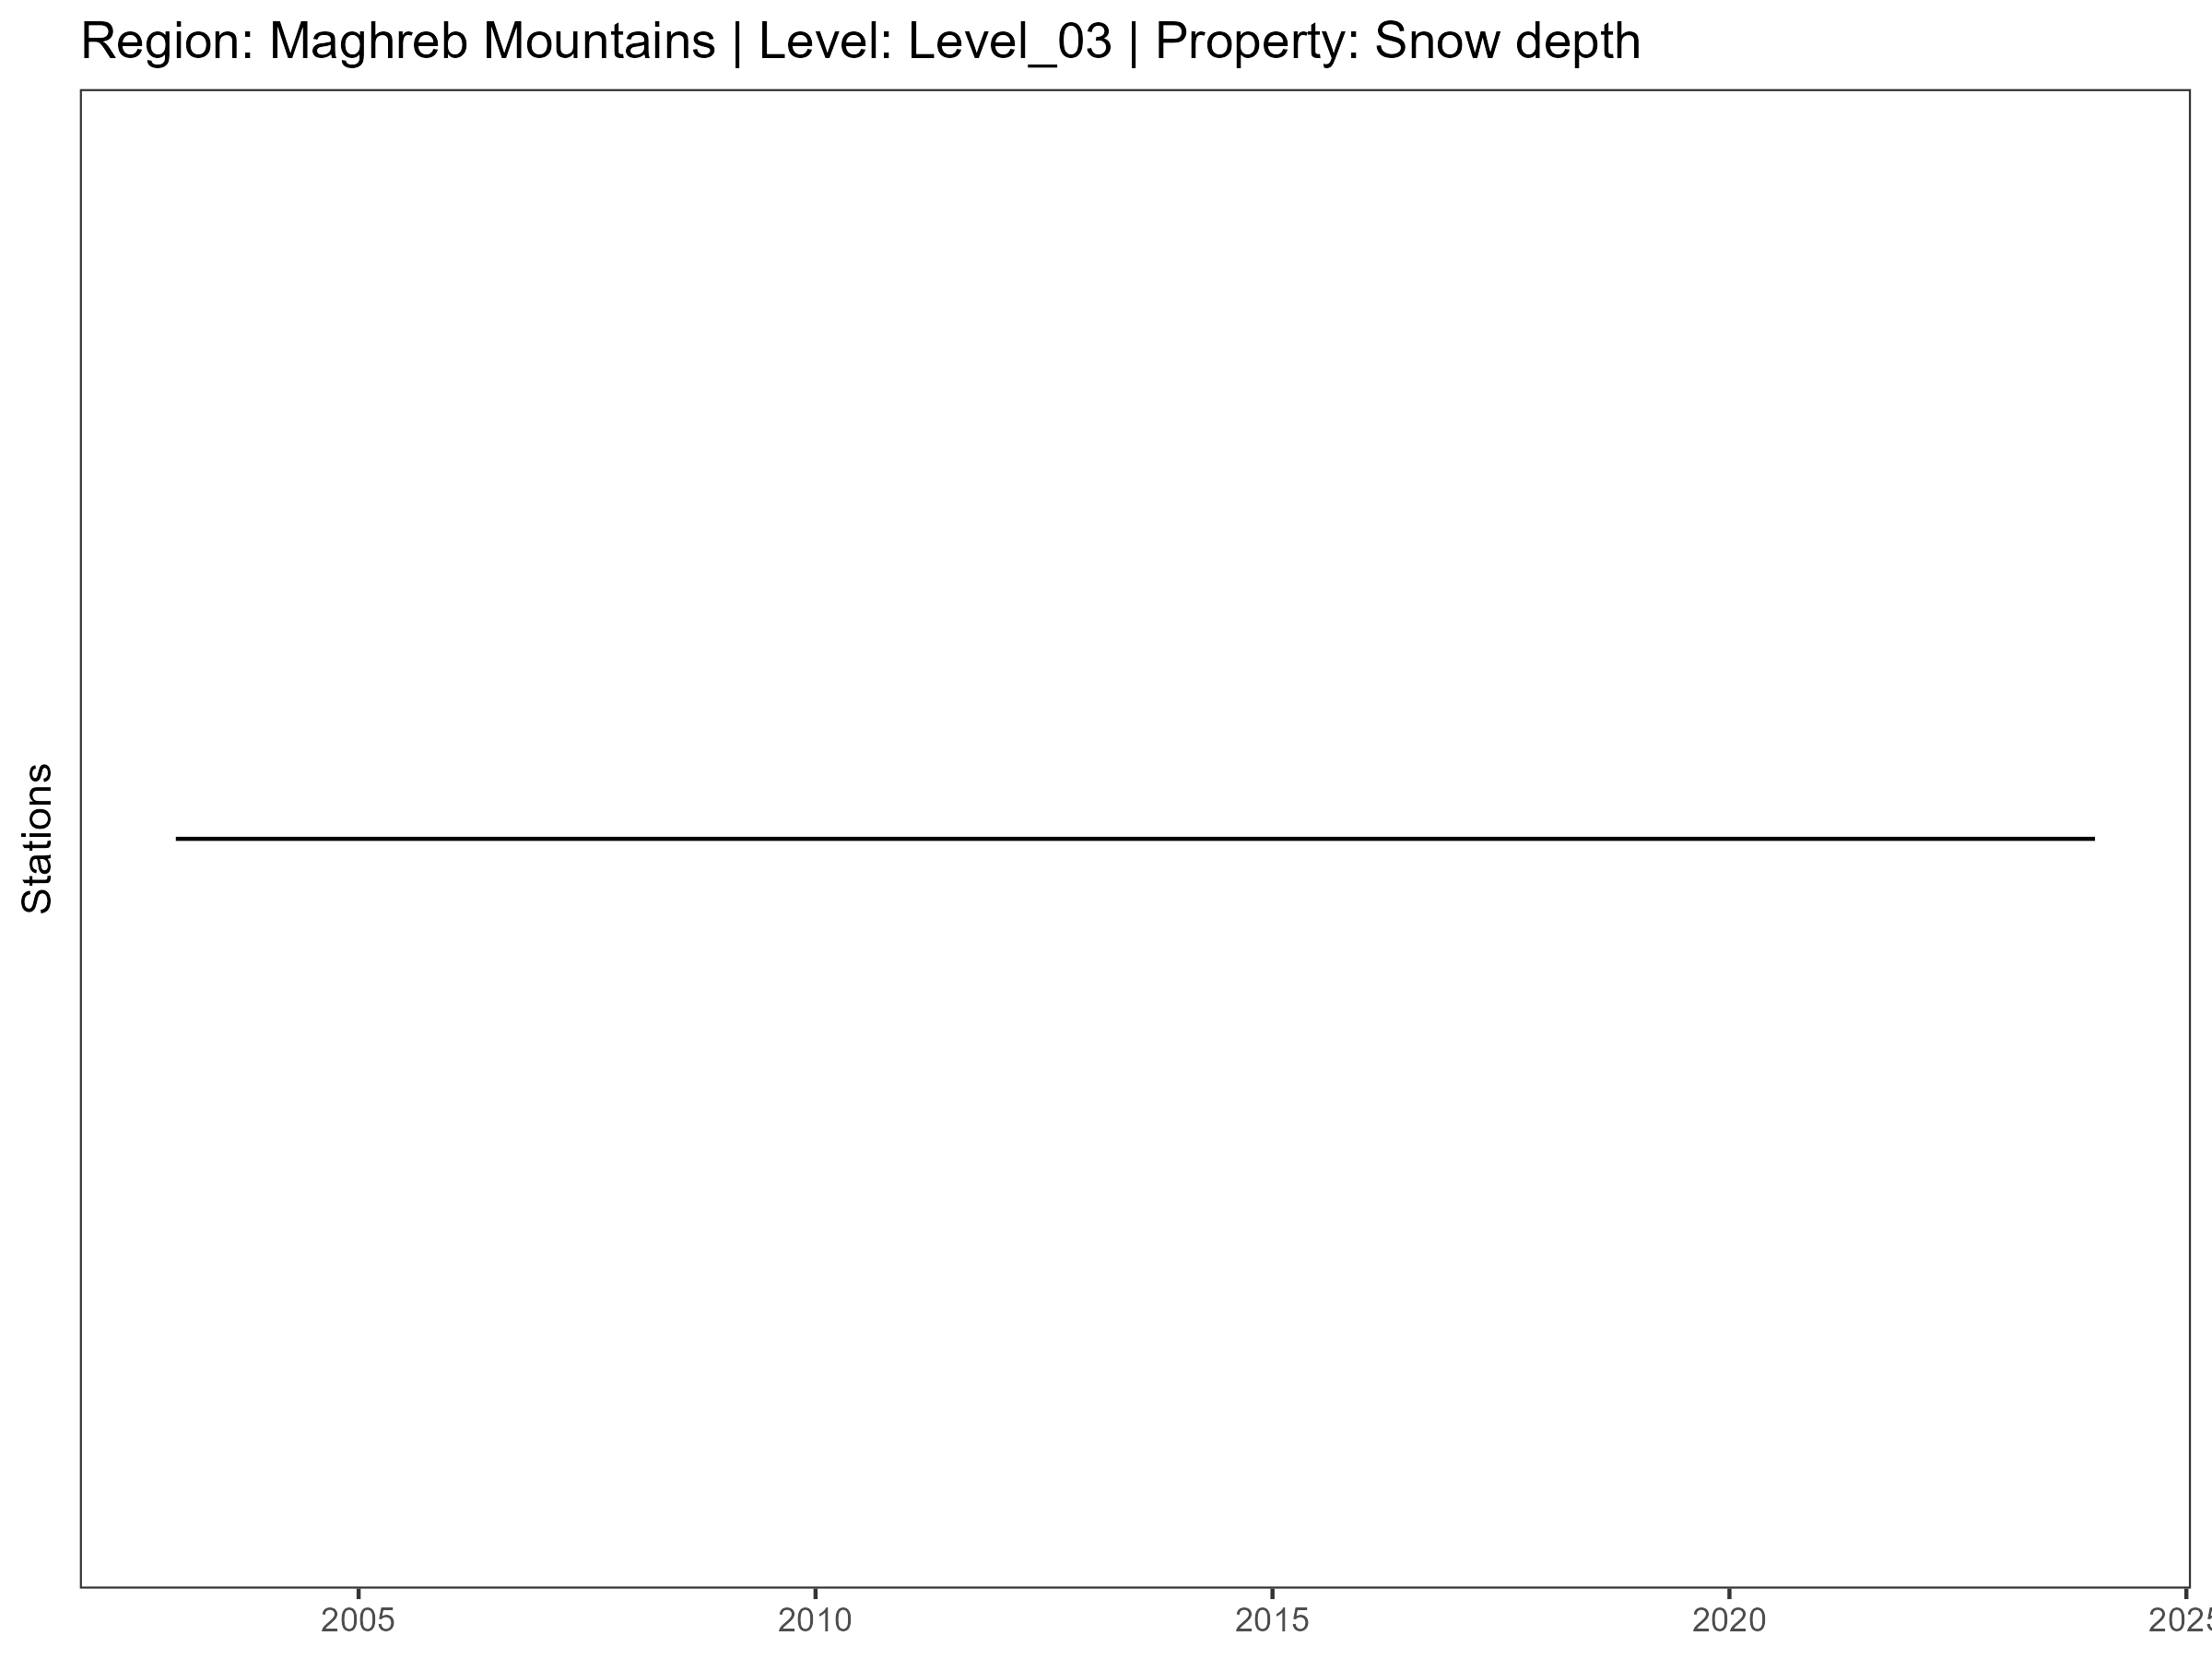 Region: Maghreb Mountains | Level: Level_03 | Property: Snow depth
Stations
2005 2010 2015 2020 2025